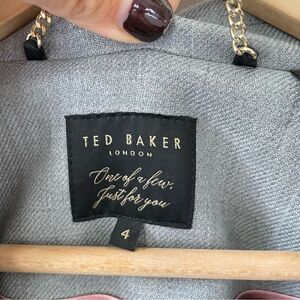 TED BAKER
LONDON
One of a few,
Just for you
4